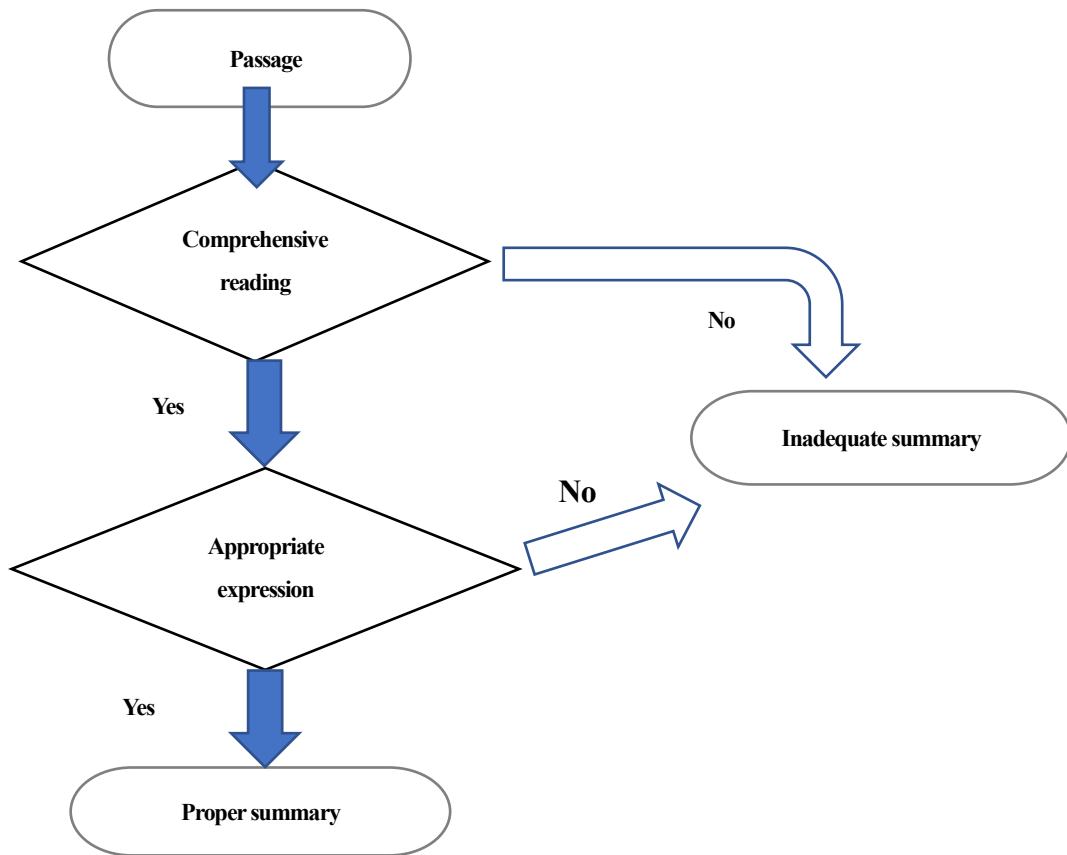 Passage
Comprehensive
reading
No
Yes
Inadequate summary
No
Appropriate
expression
Yes
Proper summary